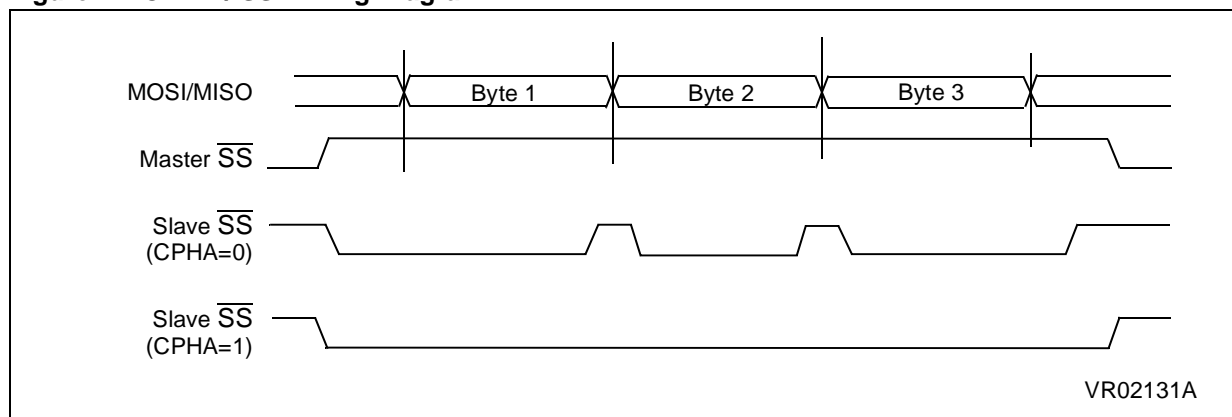 MOSI/MISO
Byte 1
Byte 2
Byte 3
Master SS
Slave SS
(CPHA=0)
Slave SS
(CPHA=1)
VR02131A